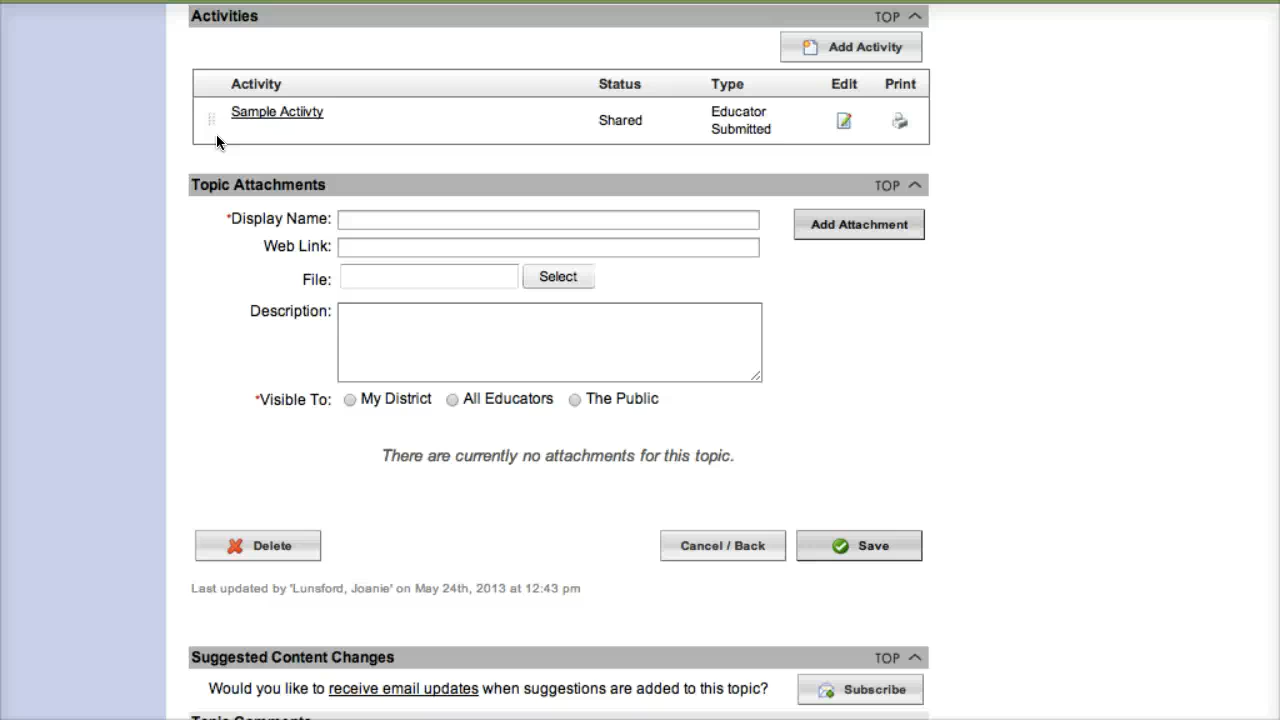 Activities TOP
Add Activity
Activity Status Type Edit Print
Sample Actiivty Shared Educator Submitted
Topic Attachments TOP
*Display Name: Add Attachment
Web Link:
File: Select
Description:
*Visible To: My District All Educators The Public
There are currently no attachments for this topic.
Delete Cancel / Back Save
Last updated by 'Lunsford, Joanie' on May 24th, 2013 at 12:43 pm
Suggested Content Changes TOP
Would you like to receive email updates when suggestions are added to this topic? Subscribe
Topic Comments